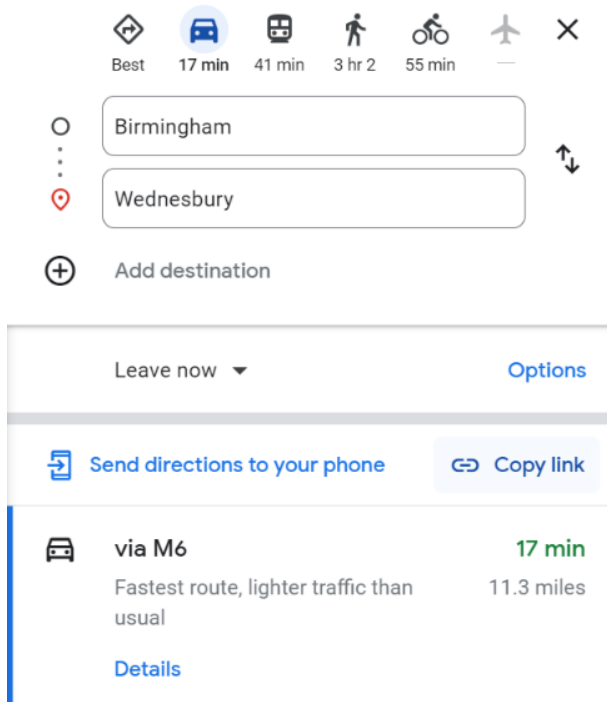 Best 17 min 41 min 3 hr 2 55 min —
Birmingham
Wednesbury
Add destination
Leave now Options
Send directions to your phone Copy link
via M6 17 min
Fastest route, lighter traffic than 11.3 miles
usual
Details